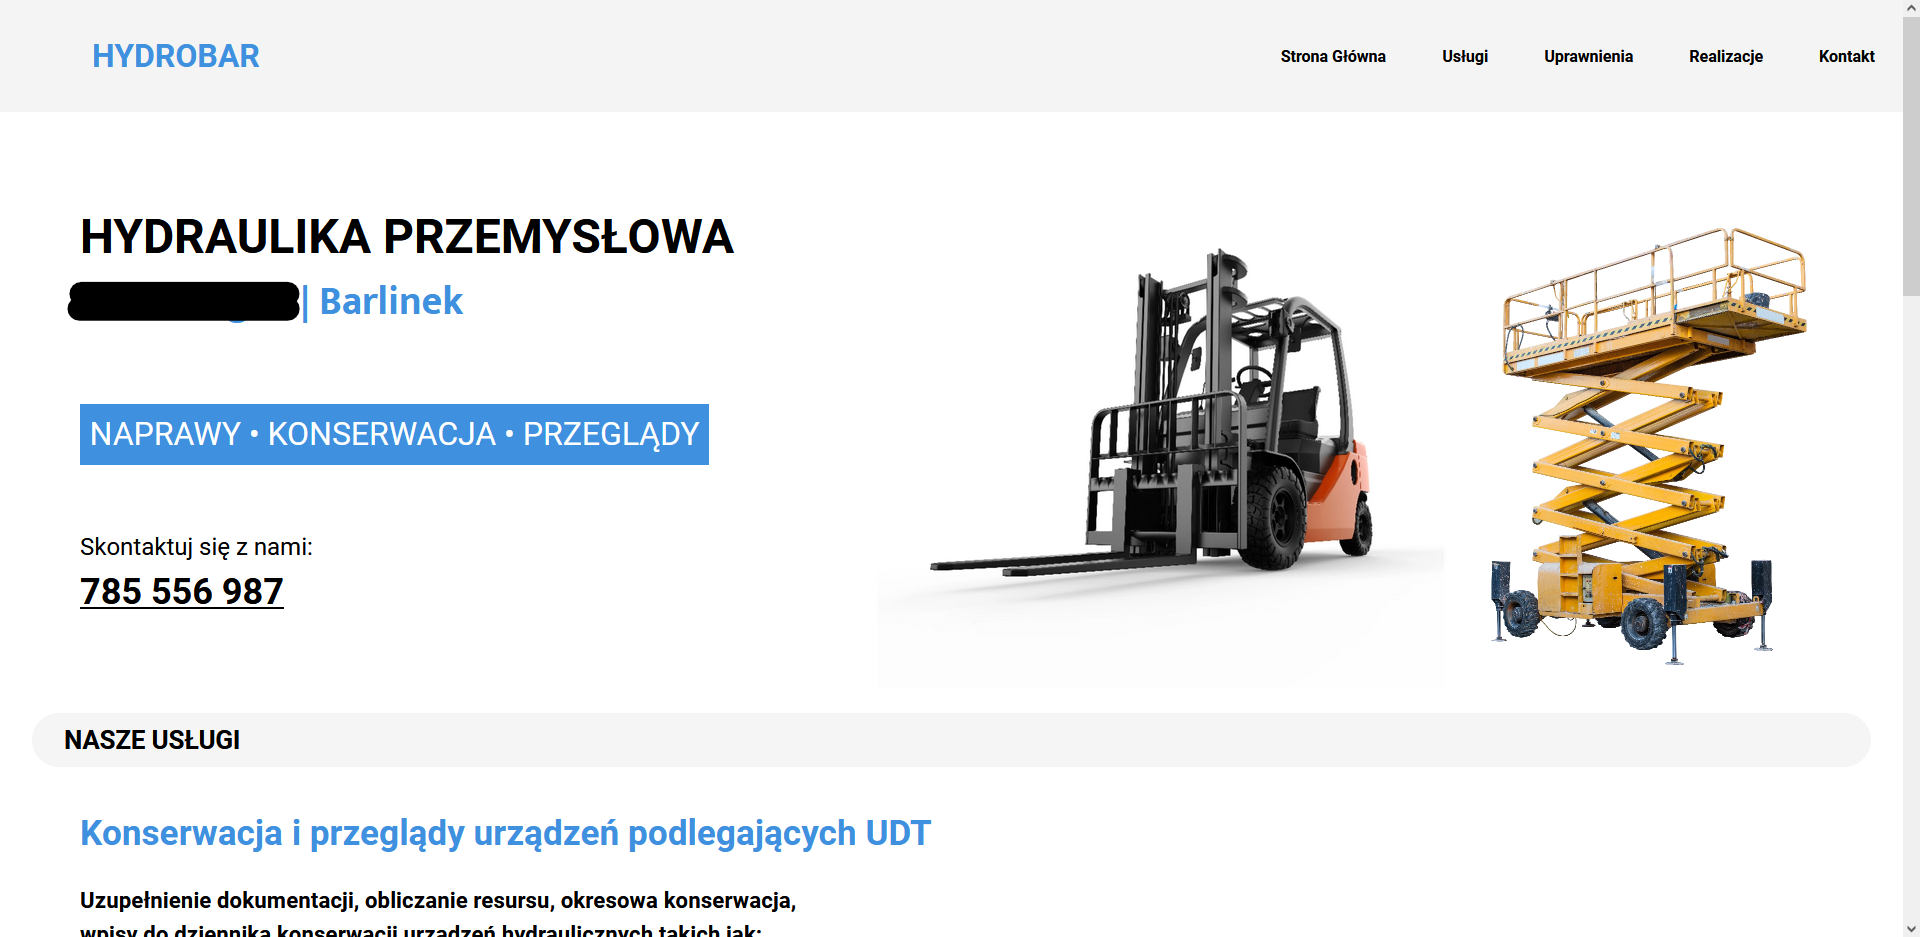 HYDROBAR
Strona Główna Usługi Uprawnienia Realizacje Kontakt
HYDRAULIKA PRZEMYSŁOWA
| Barlinek
NAPRAWY • KONSERWACJA • PRZEGLĄDY
Skontaktuj się z nami:
785 556 987
NASZE USŁUGI
Konserwacja i przeglądy urządzeń podlegających UDT
Uzupełnienie dokumentacji, obliczanie resursu, okresowa konserwacja,
wpisy do dziennika konserwacji urządzeń hydraulicznych takich jak: